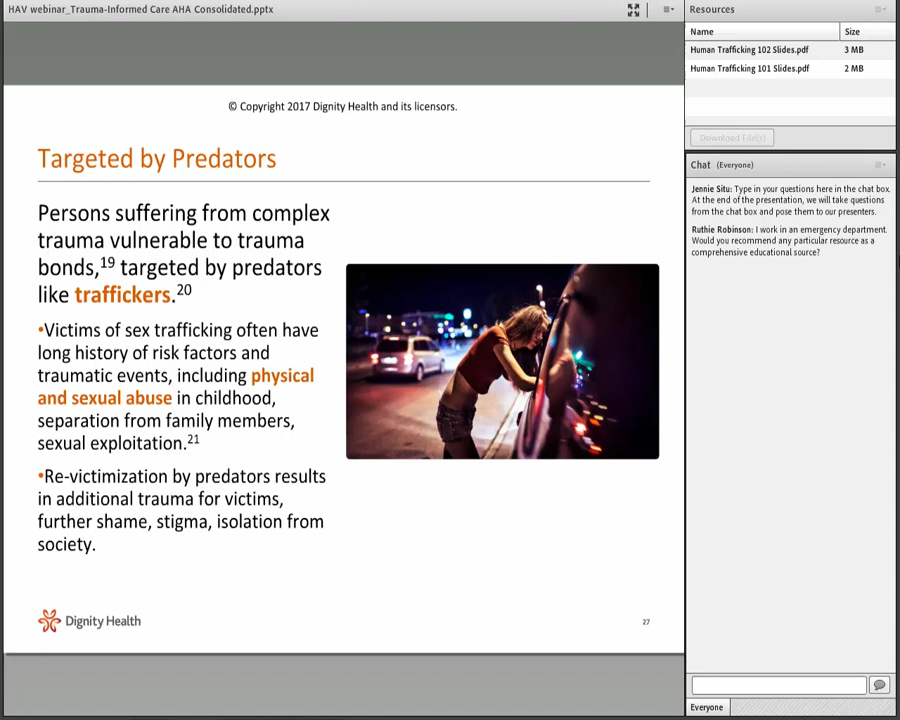 HAV webinar_Trauma-Informed Care AHA Consolidated.pptx
© Copyright 2017 Dignity Health and its licensors.
Targeted by Predators
Persons suffering from complex
trauma vulnerable to trauma
bonds,19 targeted by predators
like traffickers.20
•Victims of sex trafficking often have
long history of risk factors and
traumatic events, including physical
and sexual abuse in childhood,
separation from family members,
sexual exploitation.21
•Re-victimization by predators results
in additional trauma for victims,
further shame, stigma, isolation from
society.
Dignity Health
27
Resources
Name Size
Human Trafficking 102 Slides.pdf 3 MB
Human Trafficking 101 Slides.pdf 2 MB
Download File(s)
Chat (Everyone)
Jennie Situ: Type in your questions here in the chat box.
At the end of the presentation, we will take questions
from the chat box and pose them to our presenters.
Ruthie Robinson: I work in an emergency department.
Would you recommend any particular resource as a
comprehensive educational source?
Everyone